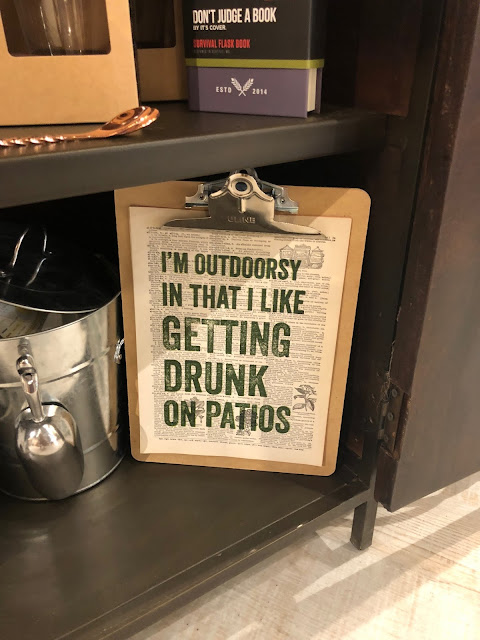 DON'T JUDGE A BOOK
BY IT'S COVER.
SURVIVAL FLASK BOOK
ESTD 2014
I'M OUTDOORSY
IN THAT I LIKE
GETTING
DRUNK
ON PATIOS